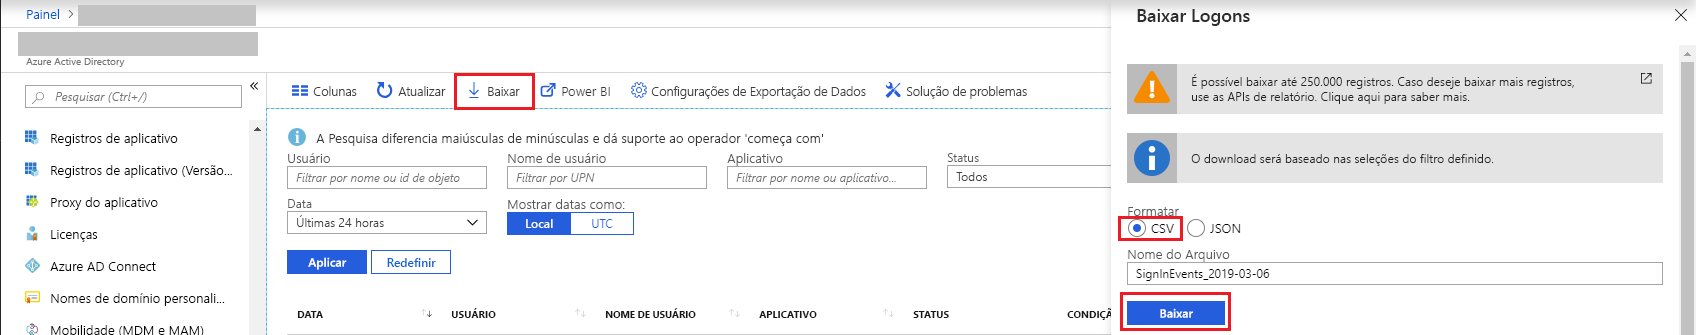 Painel >
Azure Active Directory
Pesquisar (Ctrl+/)
«
Registros de aplicativo
Registros de aplicativo (Versão...
Proxy do aplicativo
Licenças
Azure AD Connect
Nomes de domínio personali...
Mobilidade (MDM e MAM)
Colunas Atualizar Baixar Power BI Configurações de Exportação de Dados Solução de problemas
A Pesquisa diferencia maiúsculas de minúsculas e dá suporte ao operador 'começa com'
Usuário Nome de usuário Aplicativo Status
Filtrar por nome ou id de objeto Filtrar por UPN Filtrar por nome ou aplicativo... Todos
Data Mostrar datas como:
Últimas 24 horas Local UTC
Aplicar Redefinir
DATA USUÁRIO NOME DE USUÁRIO APLICATIVO STATUS CONDIÇÃ
Baixar Logons
É possível baixar até 250.000 registros. Caso deseje baixar mais registros,
use as APIs de relatório. Clique aqui para saber mais.
O download será baseado nas seleções do filtro definido.
Formatar
CSV JSON
Nome do Arquivo
SignInEvents_2019-03-06
Baixar